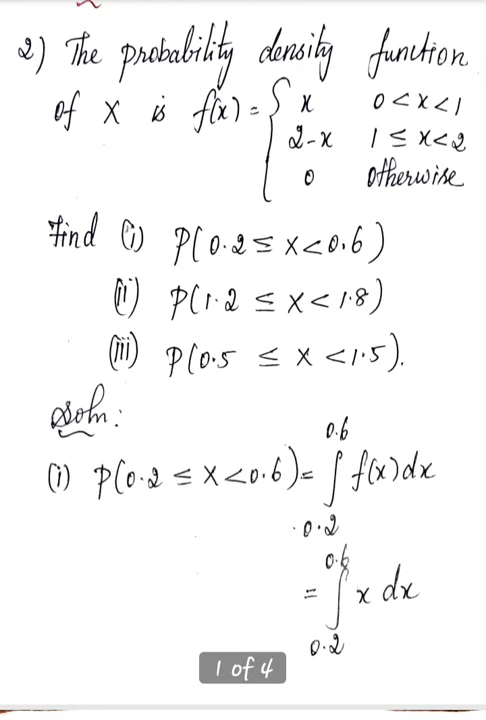 2) The probability density function
of X is f(x) = { x 0<x<1
2-x 1 ≤ x<2
0 otherwise
Find (i) P(0.2 ≤ x<0.6)
(ii) P(1.2 ≤ x<1.8)
(iii) P(0.5 ≤ x <1.5).
Soln:
(i) P(0.2 ≤ x<0.6) = ∫ 0.2 0.6 f(x) dx
= ∫ 0.2 0.6 x dx
1 of 4